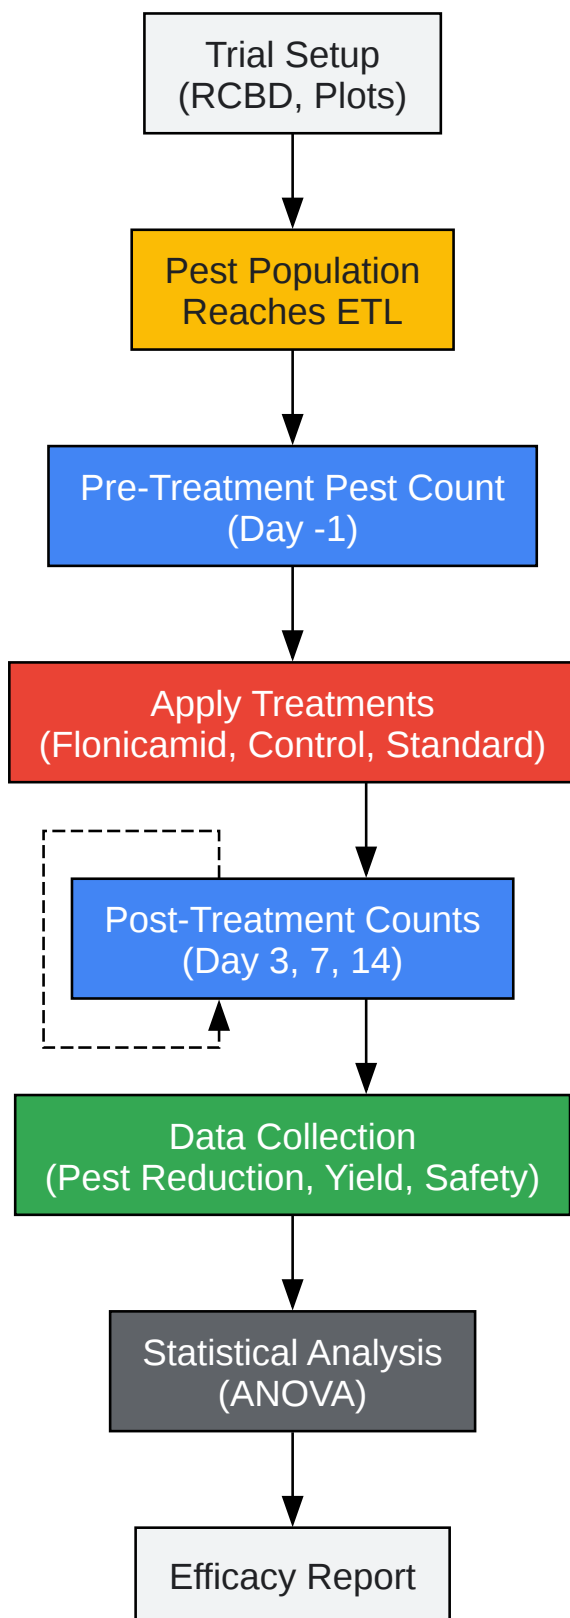 Trial Setup
(RCBD, Plots)
Pest Population
Reaches ETL
Pre-Treatment Pest Count
(Day -1)
Apply Treatments
(Flonicamid, Control, Standard)
Post-Treatment Counts
(Day 3, 7, 14)
Data Collection
(Pest Reduction, Yield, Safety)
Statistical Analysis
(ANOVA)
Efficacy Report